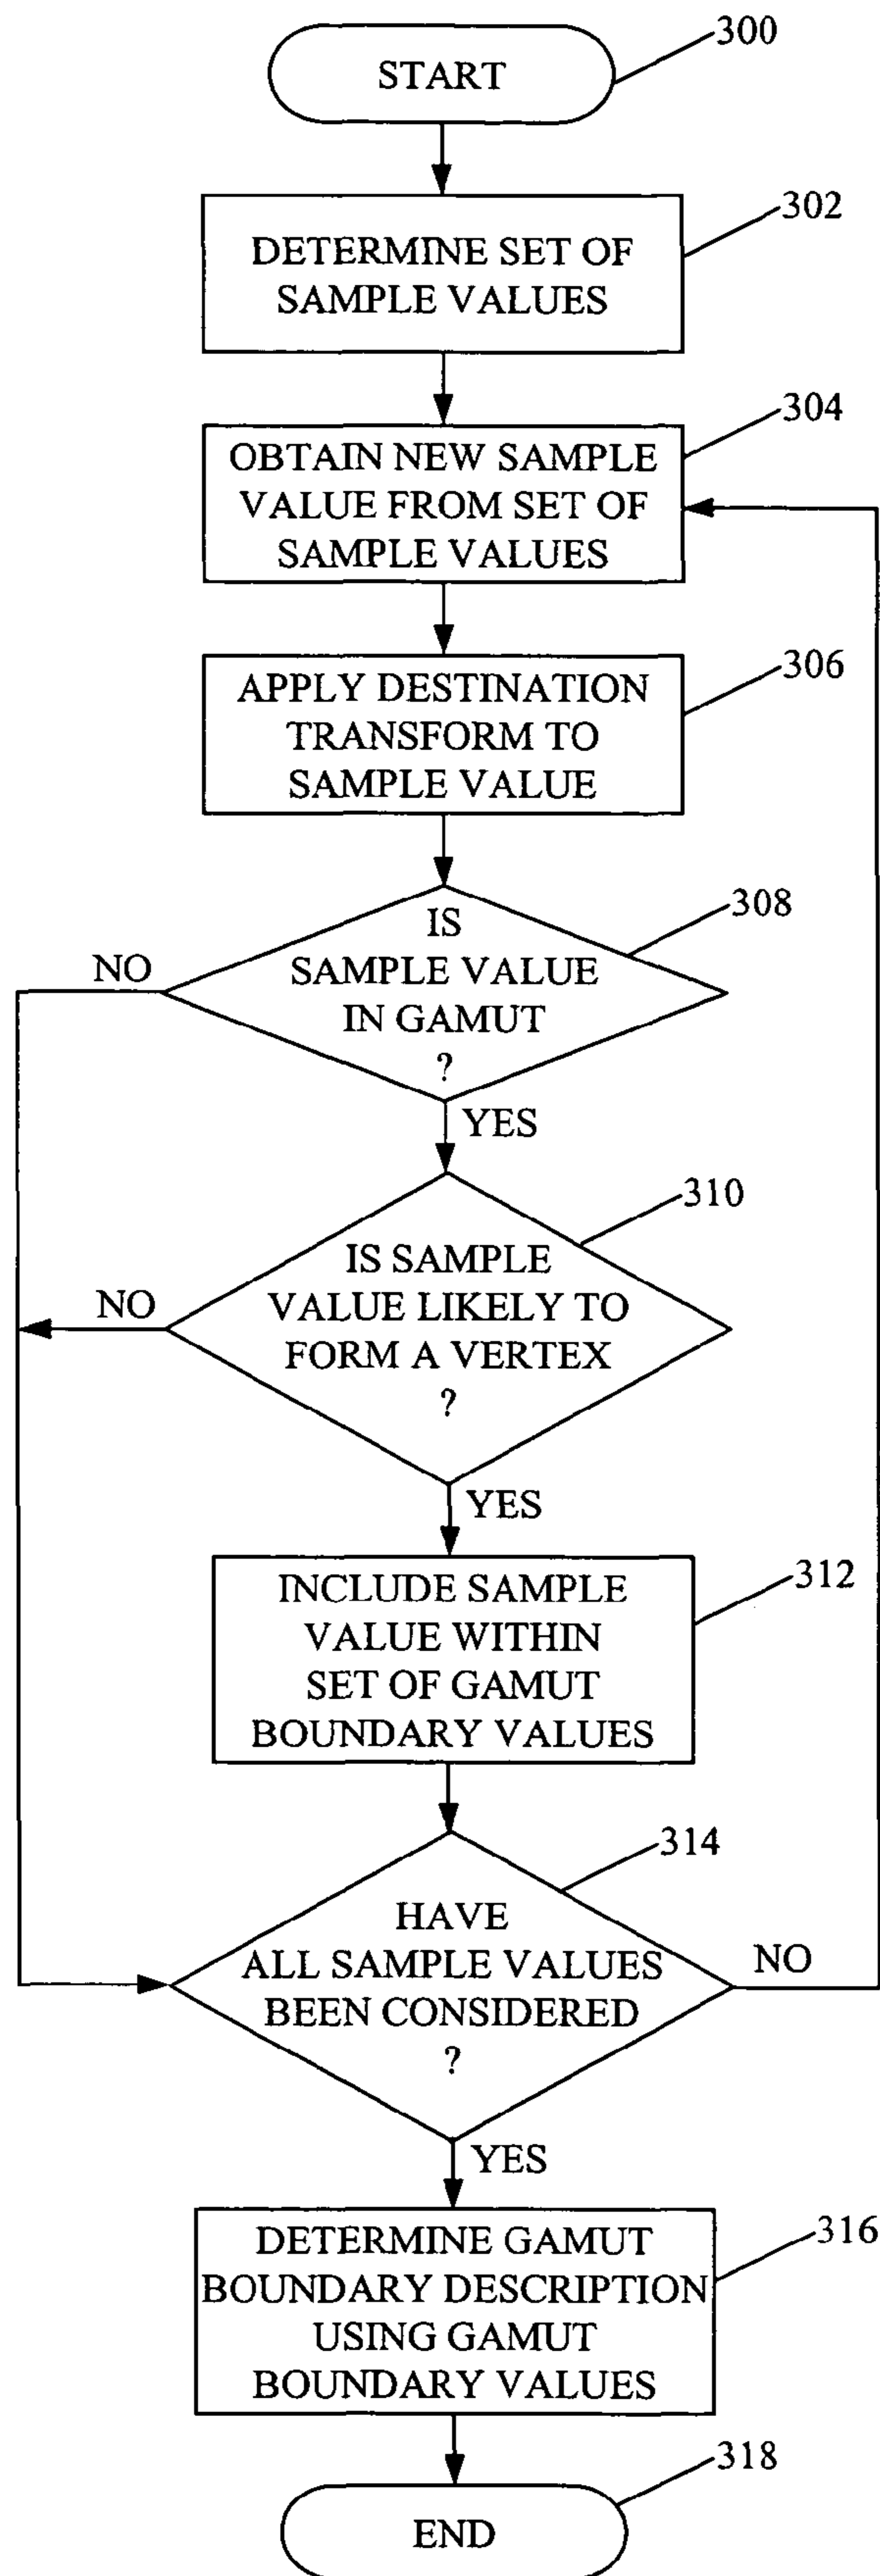 300
START
302
DETERMINE SET OF
SAMPLE VALUES
304
OBTAIN NEW SAMPLE
VALUE FROM SET OF
SAMPLE VALUES
306
APPLY DESTINATION
TRANSFORM TO
SAMPLE VALUE
308
IS
SAMPLE VALUE
IN GAMUT
?
NO
YES
310
IS SAMPLE
VALUE LIKELY TO
FORM A VERTEX
?
NO
YES
312
INCLUDE SAMPLE
VALUE WITHIN
SET OF GAMUT
BOUNDARY VALUES
314
HAVE
ALL SAMPLE VALUES
BEEN CONSIDERED
?
NO
YES
316
DETERMINE GAMUT
BOUNDARY DESCRIPTION
USING GAMUT
BOUNDARY VALUES
318
END